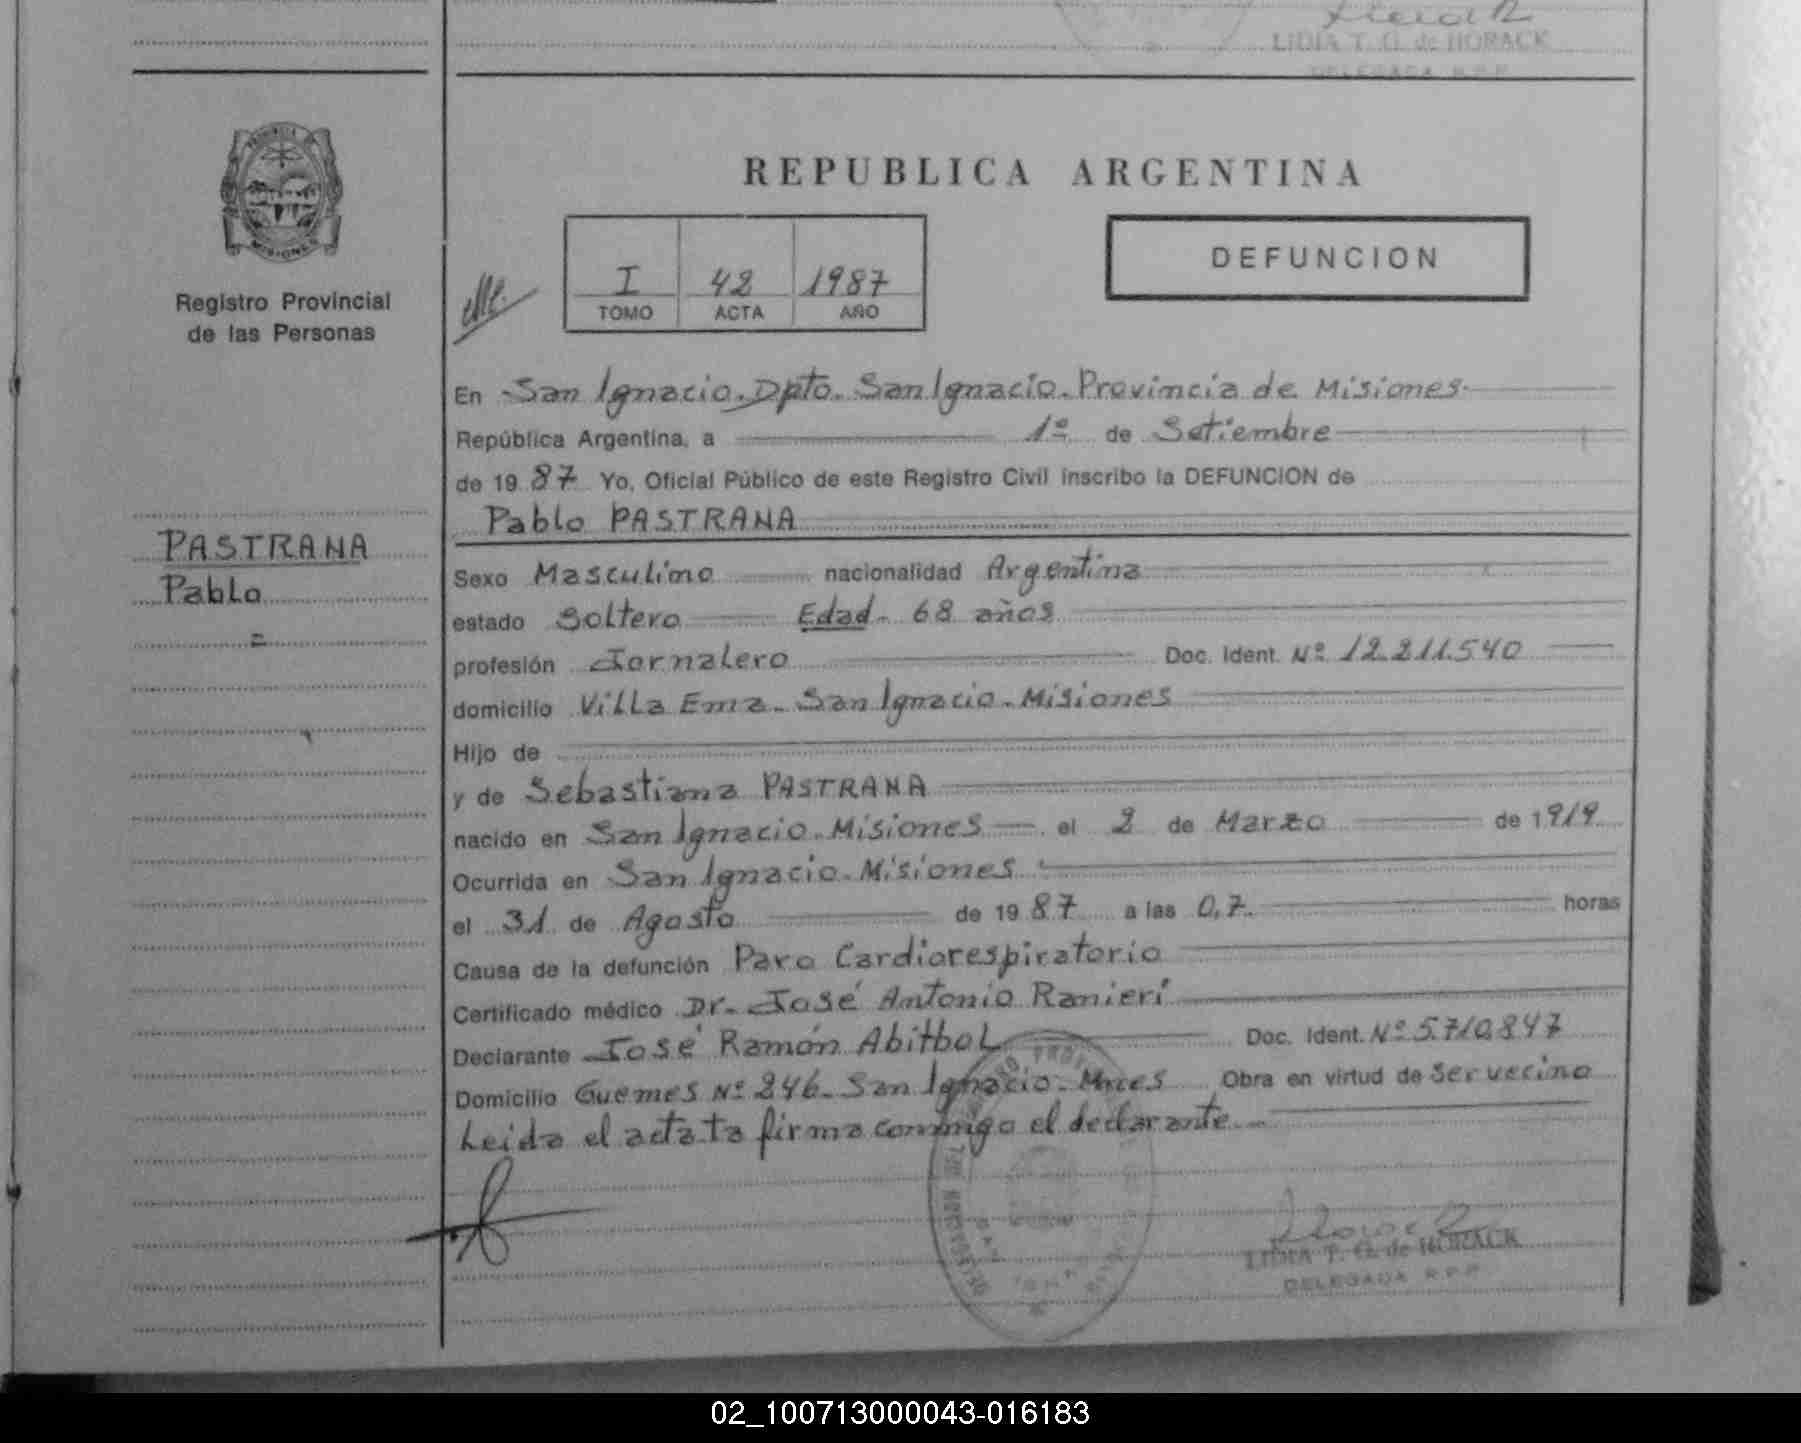 LIDIA T. G. de HORACK
DELEGADA R.P.P.
PROVINCIA
MISIONES
Registro Provincial
de las Personas
REPUBLICA ARGENTINA
I 42 1987
TOMO ACTA AÑO
DEFUNCION
En San Ignacio. Dpto. San Ignacio. Provincia de Misiones.
República Argentina, a 1º de Setiembre
de 1987 Yo, Oficial Público de este Registro Civil inscribo la DEFUNCION de
Pablo PASTRANA
PASTRANA
Pablo
Sexo Masculino nacionalidad Argentina
estado Soltero Edad. 68 años
profesión Jornalero Doc. Ident. Nº 12.211.540
domicilio Villa Ema. San Ignacio. Misiones
Hijo de
y de Sebastiana PASTRANA
nacido en San Ignacio. Misiones el 2 de Marzo de 1919
Ocurrida en San Ignacio. Misiones
el 31 de Agosto de 1987 a las 0,7 horas
Causa de la defunción Paro Cardiorespiratorio
Certificado médico Dr. José Antonio Ranieri
Declarante José Ramón Abitbol Doc. Ident. Nº 5.710.847
Domicilio Guemes Nº 246. San Ignacio. Mnes Obra en virtud de Ser vecino
Leida el acta ta firma conmigo el declarante.
LIDIA T. G. de HORACK
DELEGADA R.P.P.
02_100713000043-016183